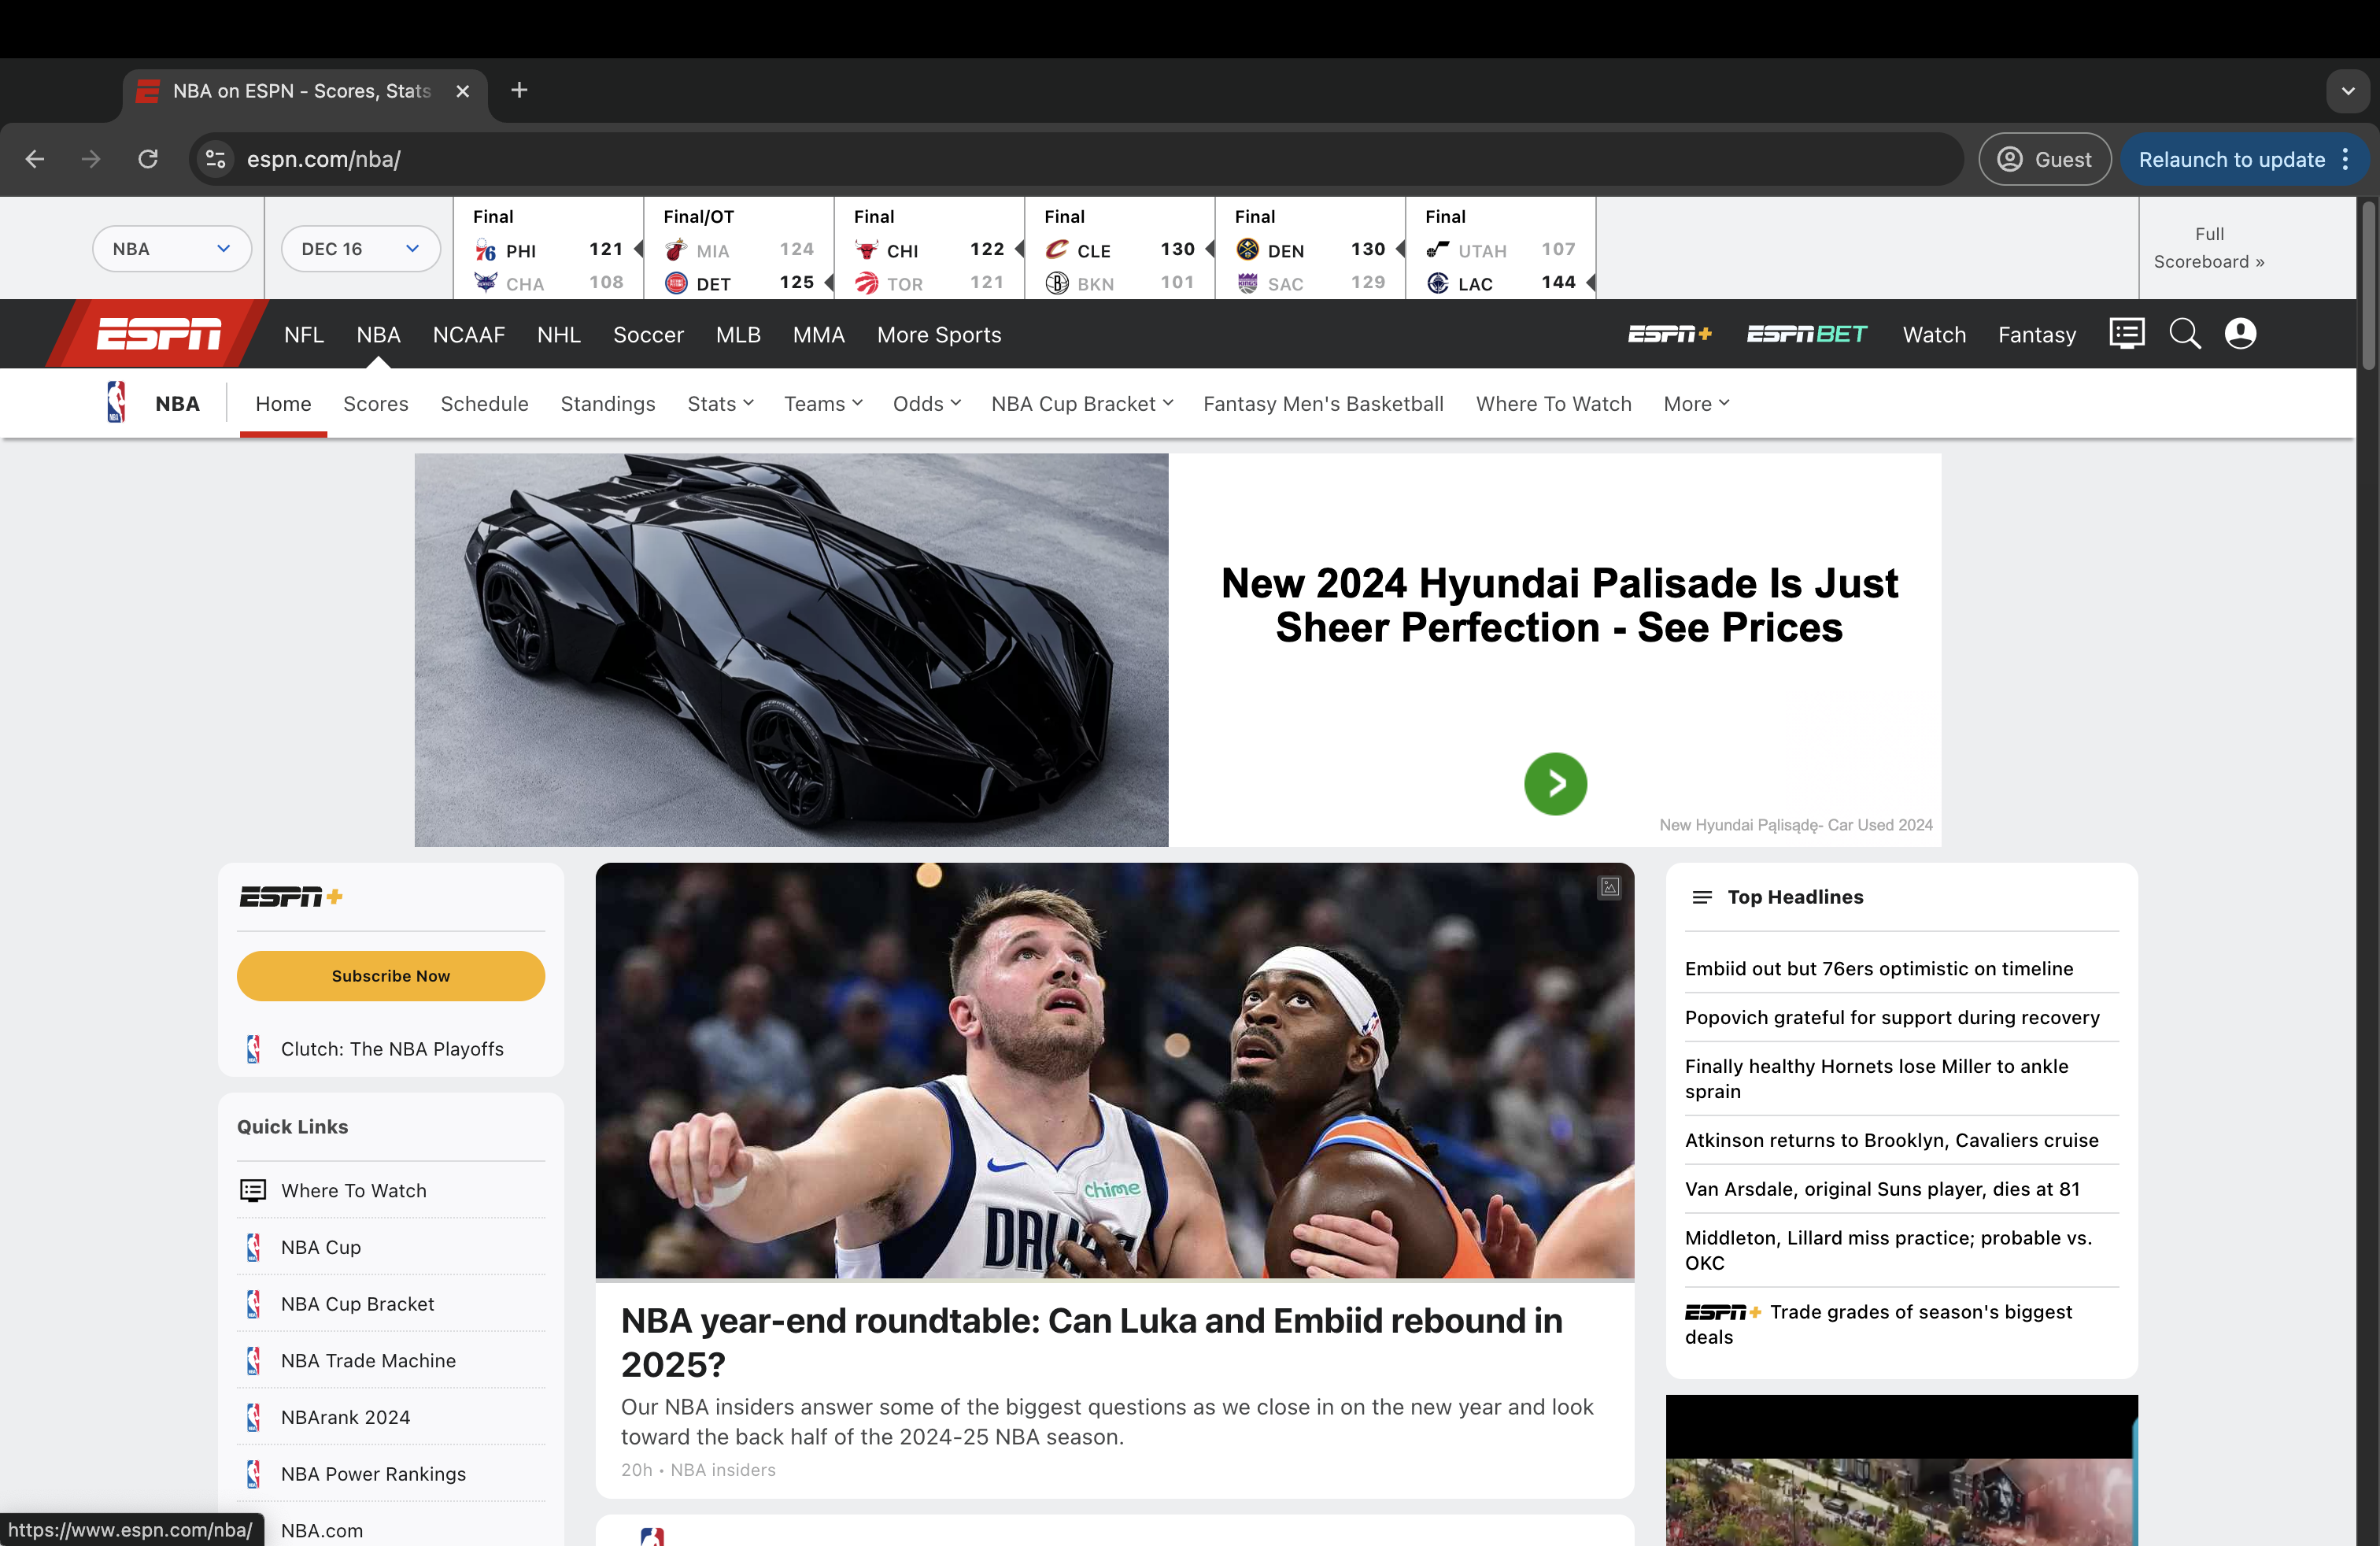 NBA on ESPN - Scores, Stats
espn.com/nba/
Guest
Relaunch to update
NBA
DEC 16
Final
PHI 121
CHA 108
Final/OT
MIA 124
DET 125
Final
CHI 122
TOR 121
Final
CLE 130
BKN 101
Final
DEN 130
SAC 129
Final
UTAH 107
LAC 144
Full
Scoreboard »
ESPN NFL NBA NCAAF NHL Soccer MLB MMA More Sports ESPN+ ESPN BET Watch Fantasy
NBA Home Scores Schedule Standings Stats Teams Odds NBA Cup Bracket Fantasy Men's Basketball Where To Watch More
New 2024 Hyundai Palisade Is Just
Sheer Perfection - See Prices
New Hyundai Pąlisądę- Car Used 2024
ESPN+
Subscribe Now
Clutch: The NBA Playoffs
Quick Links
Where To Watch
NBA Cup
NBA Cup Bracket
NBA Trade Machine
NBArank 2024
NBA Power Rankings
NBA.com
chime
DAL
NBA year-end roundtable: Can Luka and Embiid rebound in
2025?
Our NBA insiders answer some of the biggest questions as we close in on the new year and look
toward the back half of the 2024-25 NBA season.
20h • NBA insiders
Top Headlines
Embiid out but 76ers optimistic on timeline
Popovich grateful for support during recovery
Finally healthy Hornets lose Miller to ankle
sprain
Atkinson returns to Brooklyn, Cavaliers cruise
Van Arsdale, original Suns player, dies at 81
Middleton, Lillard miss practice; probable vs.
OKC
ESPN+ Trade grades of season's biggest
deals
https://www.espn.com/nba/